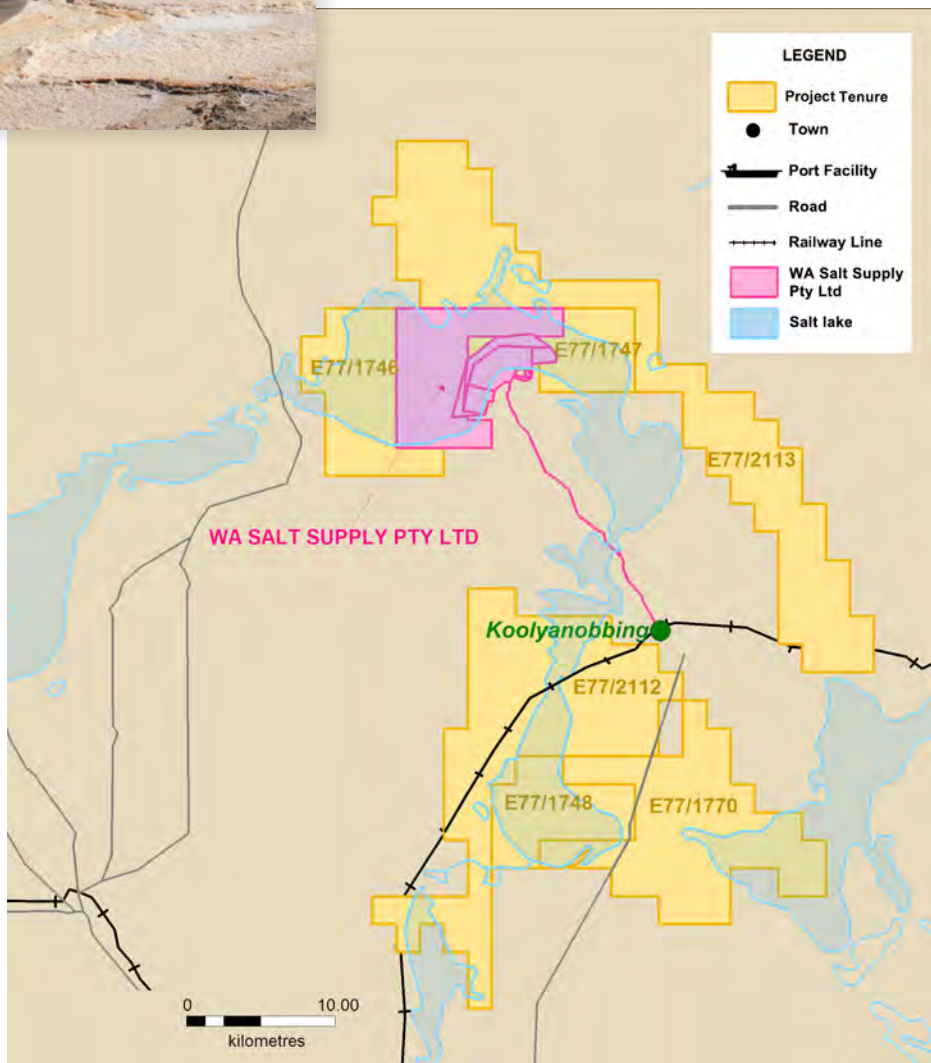 LEGEND
Project Tenure
Town
Port Facility
Road
Railway Line
WA Salt Supply
Pty Ltd
Salt lake
E77/1746
E77/1747
E77/2113
WA SALT SUPPLY PTY LTD
Koolyanobbing
E77/2112
E77/1748
E77/1770
0 10.00
kilometres